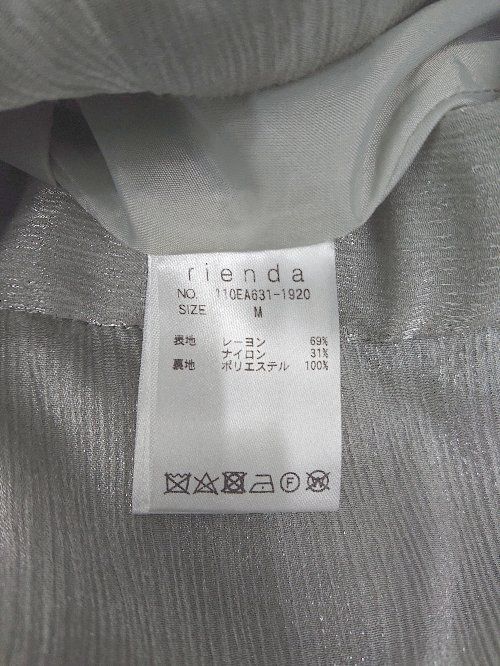 rienda
NO. 110EA631-1920
SIZE M
表地 レーヨン 69%
ナイロン 31%
裏地 ポリエステル 100%
F
W